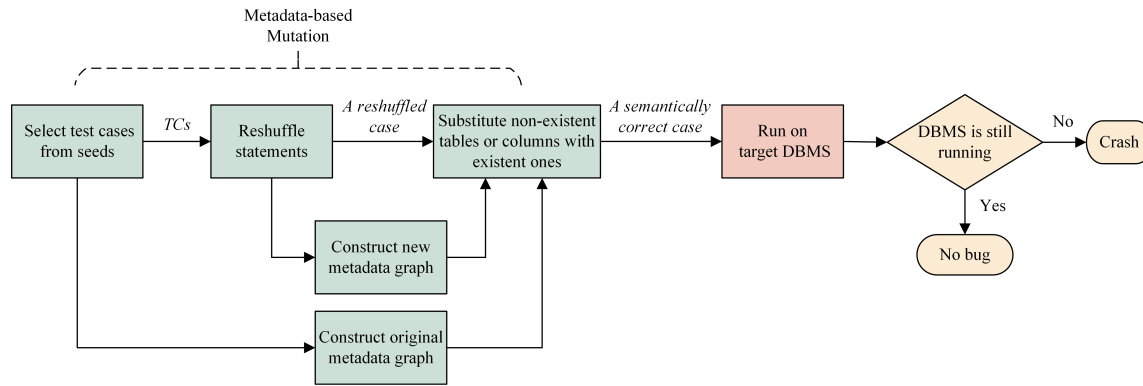 Metadata-based
Mutation
Select test cases
from seeds
TCs
Reshuffle
statements
A reshuffled
case
Substitute non-existent
tables or columns with
existent ones
A semantically
correct case
Run on
target DBMS
DBMS is still
running
No
Crash
Yes
No bug
Construct new
metadata graph
Construct original
metadata graph